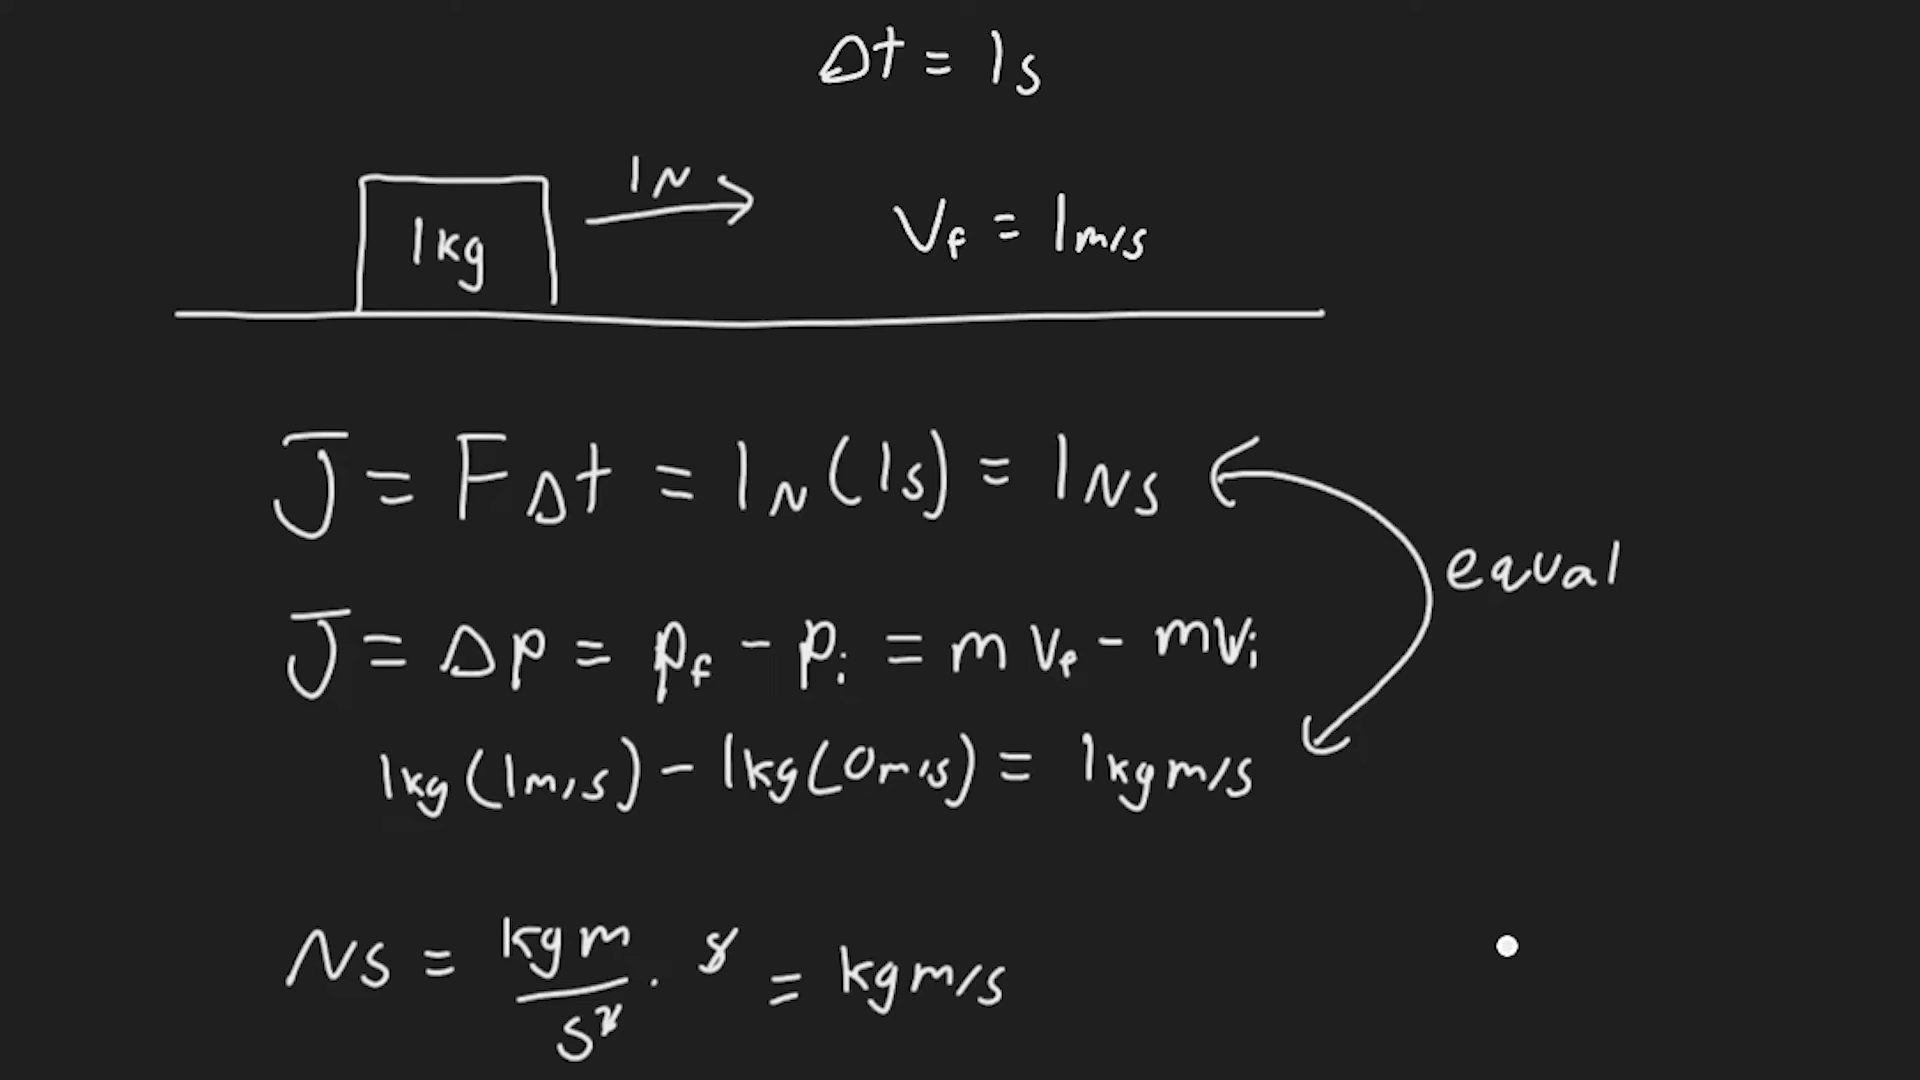 Δt = 1s
1N
1kg
Vf = 1m/s
J = FΔt = 1N(1s) = 1Ns
equal
J = Δp = pf - pi = mVf - mVi
1kg(1m/s) - 1kg(0m/s) = 1kgm/s
Ns = kgm/s² · s = kgm/s